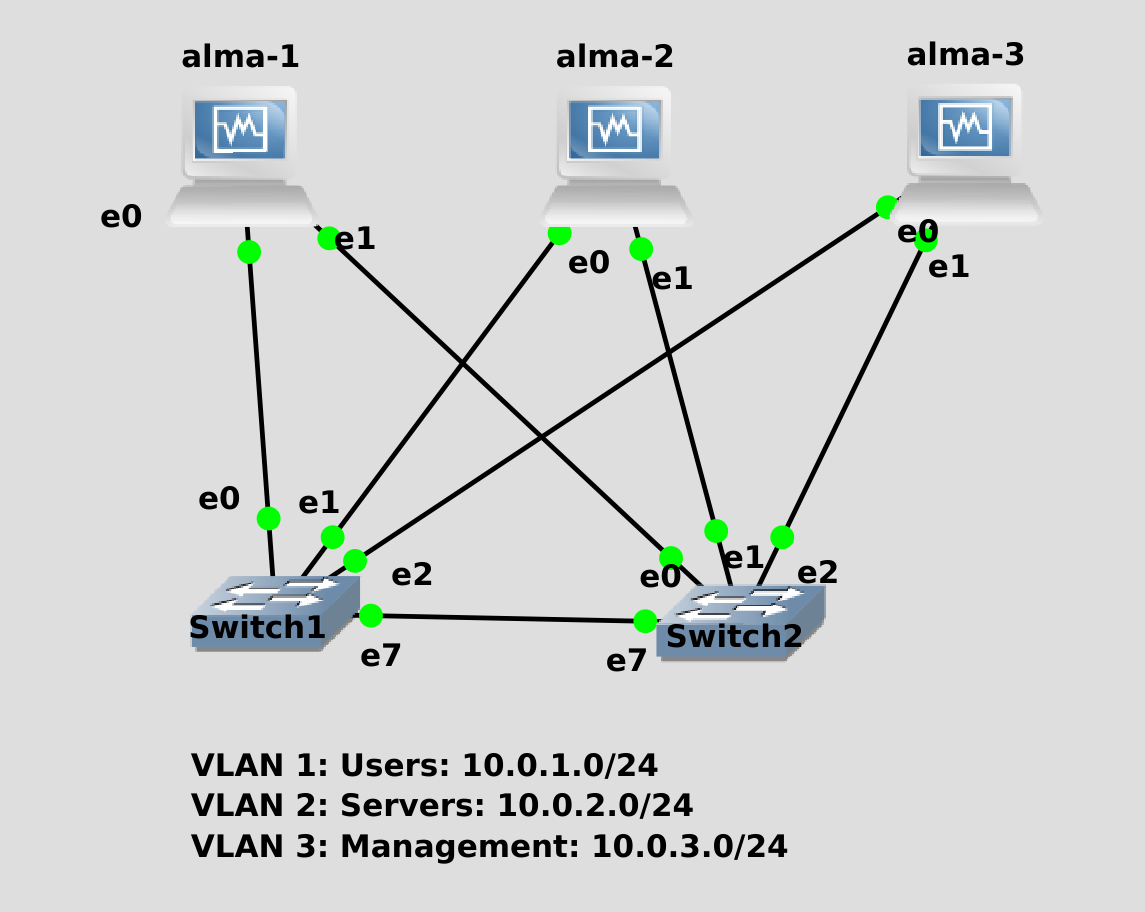 alma-1
alma-2
alma-3
e0
e1
e0
e1
e0
e1
e0
e1
e2
e0
e1
e2
Switch1
Switch2
e7
e7
VLAN 1: Users: 10.0.1.0/24
VLAN 2: Servers: 10.0.2.0/24
VLAN 3: Management: 10.0.3.0/24